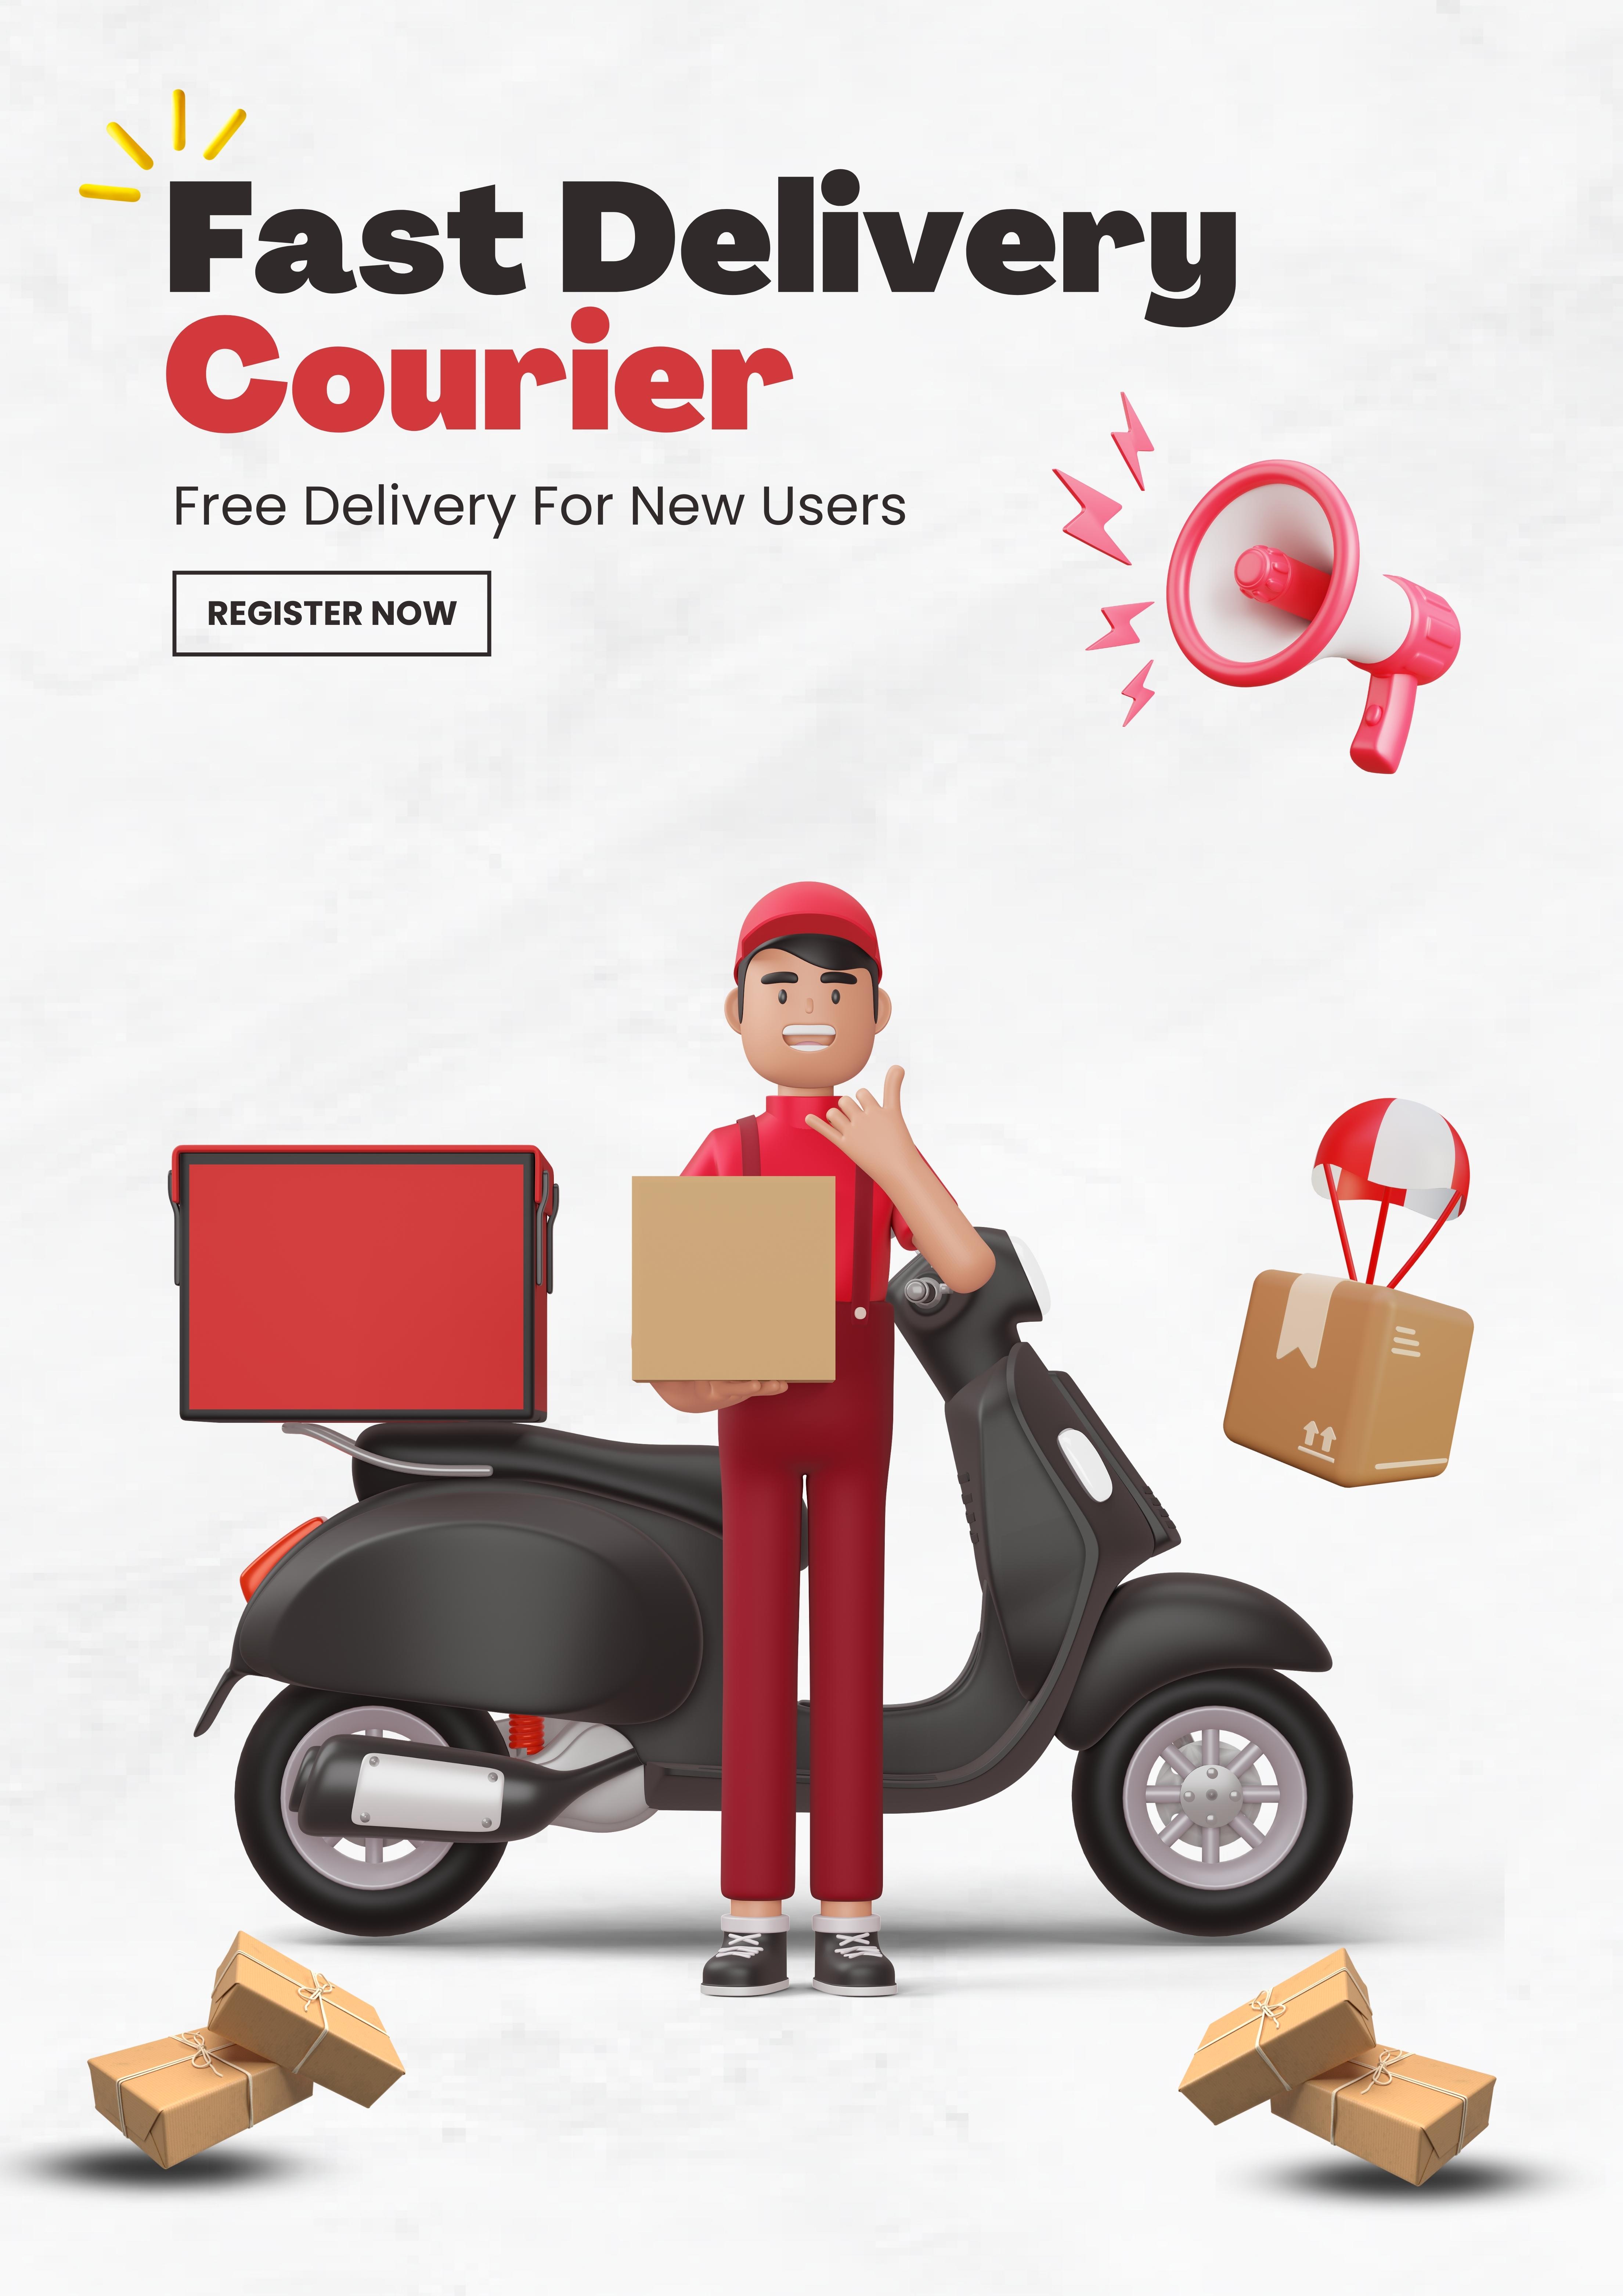 Fast Delivery
Courier
Free Delivery For New Users
REGISTER NOW